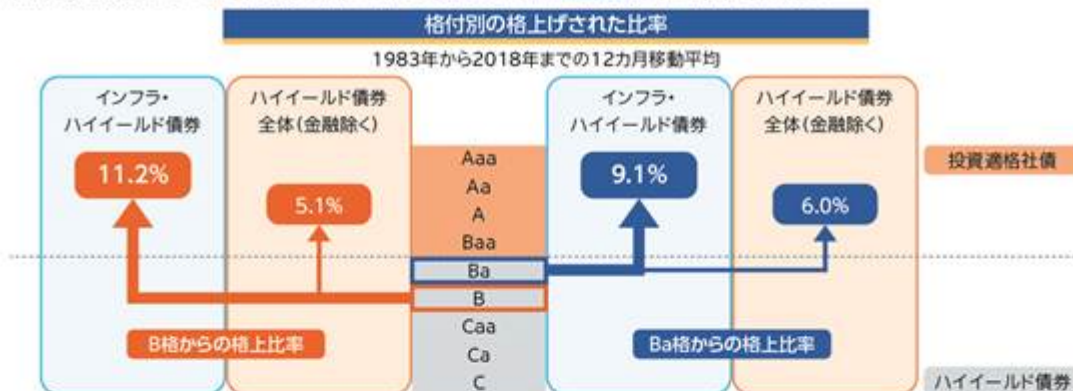 格付別の格上げされた比率
1983年から2018年までの12カ月移動平均
インフラ・
ハイイールド債券
ハイイールド債券
全体(金融除く)
11.2%
5.1%
Aaa
Aa
A
Baa
Ba
B
Caa
Ca
C
インフラ・
ハイイールド債券
ハイイールド債券
全体(金融除く)
9.1%
6.0%
投資適格社債
B格からの格上比率
Ba格からの格上比率
ハイイールド債券